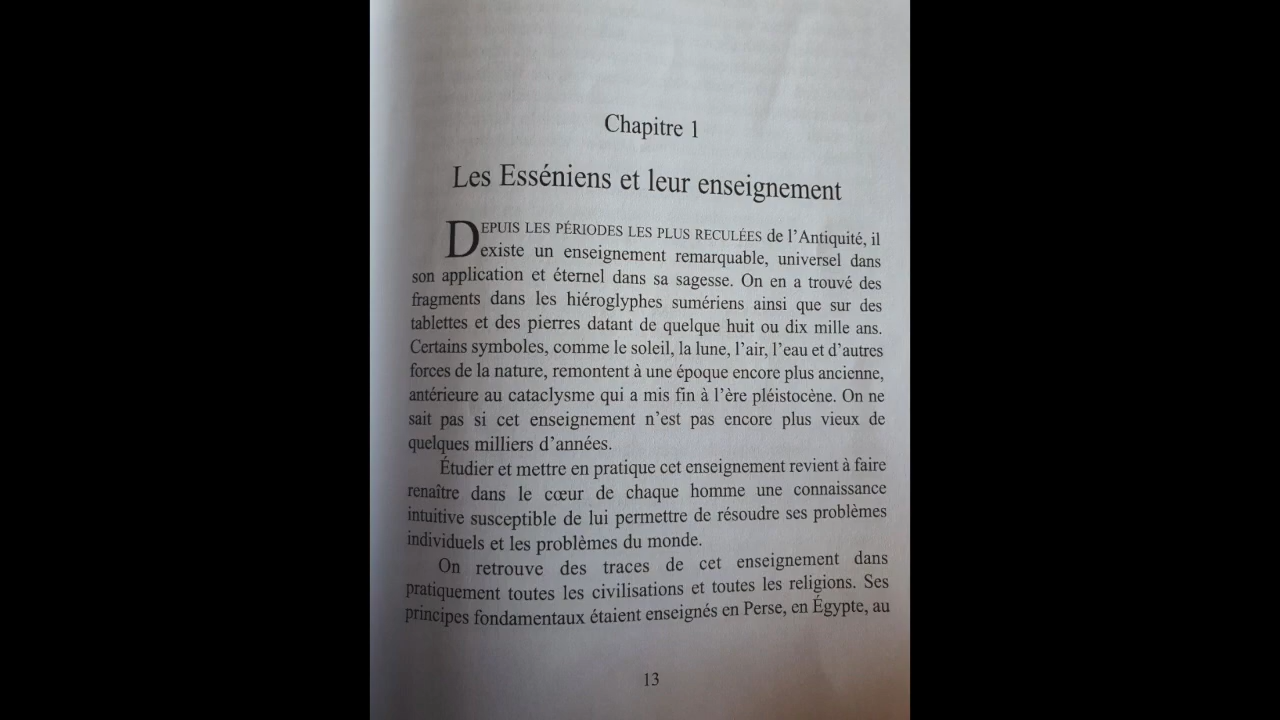 Chapitre 1
Les Esséniens et leur enseignement
DEPUIS LES PÉRIODES LES PLUS RECULÉES de l'Antiquité, il
existe un enseignement remarquable, universel dans
son application et éternel dans sa sagesse. On en a trouvé des
fragments dans les hiéroglyphes sumériens ainsi que sur des
tablettes et des pierres datant de quelque huit ou dix mille ans.
Certains symboles, comme le soleil, la lune, l'air, l'eau et d'autres
forces de la nature, remontent à une époque encore plus ancienne,
antérieure au cataclysme qui a mis fin à l'ère pléistocène. On ne
sait pas si cet enseignement n'est pas encore plus vieux de
quelques milliers d'années.
Étudier et mettre en pratique cet enseignement revient à faire
renaître dans le cœur de chaque homme une connaissance
intuitive susceptible de lui permettre de résoudre ses problèmes
individuels et les problèmes du monde.
On retrouve des traces de cet enseignement dans
pratiquement toutes les civilisations et toutes les religions. Ses
principes fondamentaux étaient enseignés en Perse, en Égypte, au
13